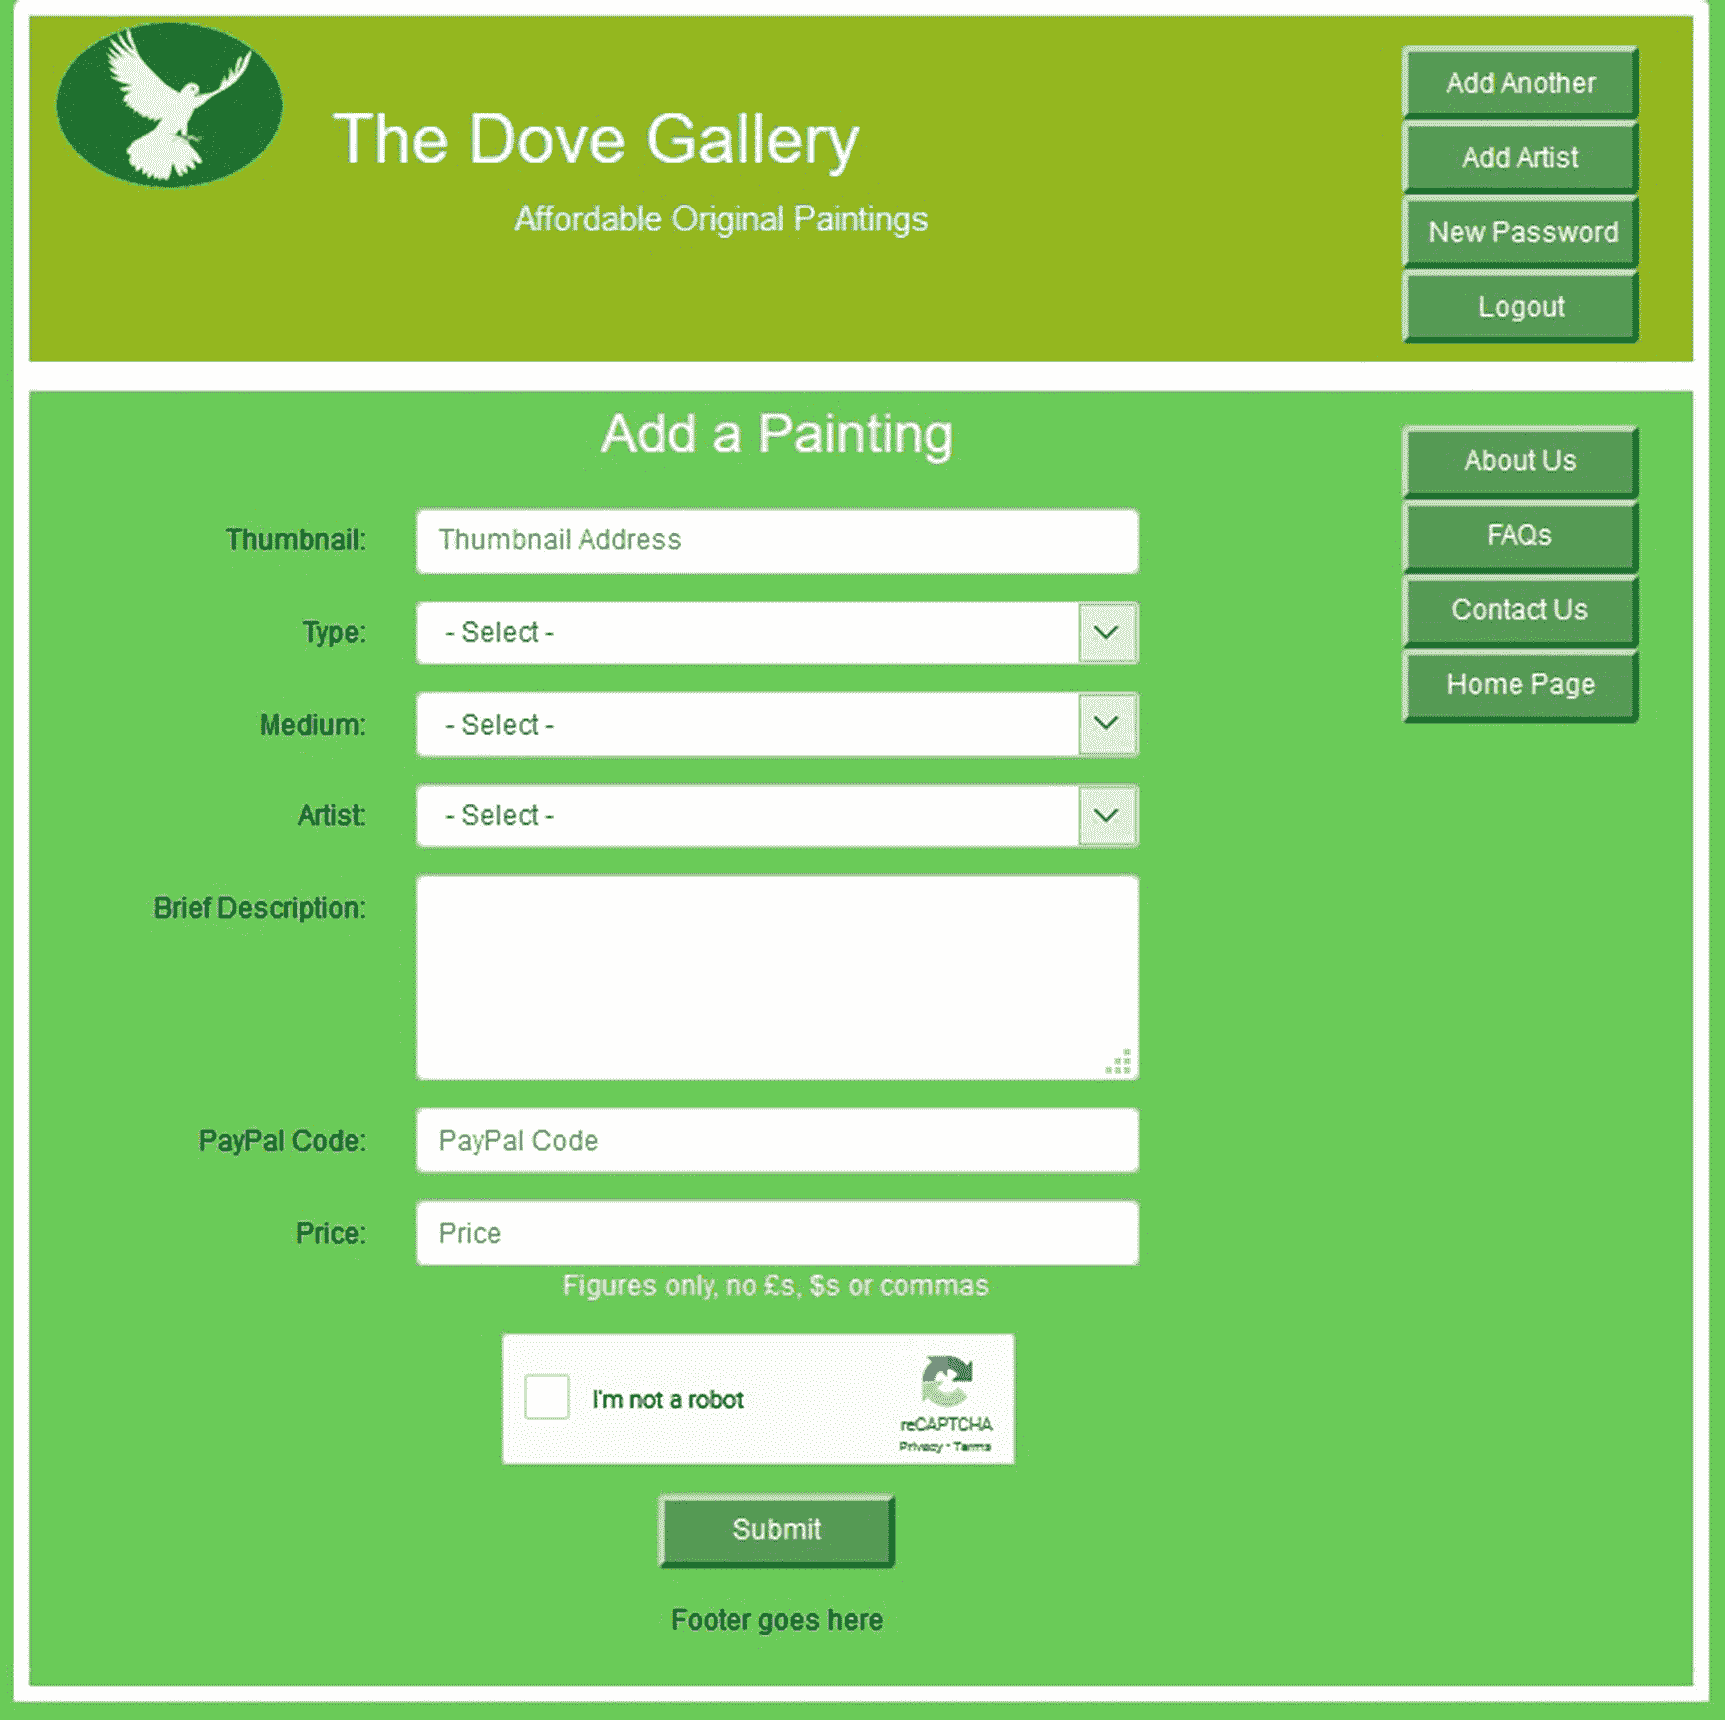 The Dove Gallery
Affordable Original Paintings
Add Another
Add Artist
New Password
Logout
Add a Painting
About Us
FAQs
Contact Us
Home Page
Thumbnail: Thumbnail Address
Type: - Select -
Medium: - Select -
Artist: - Select -
Brief Description:
PayPal Code: PayPal Code
Price: Price
Figures only, no £s, $s or commas
I'm not a robot
reCAPTCHA
Privacy - Terms
Submit
Footer goes here